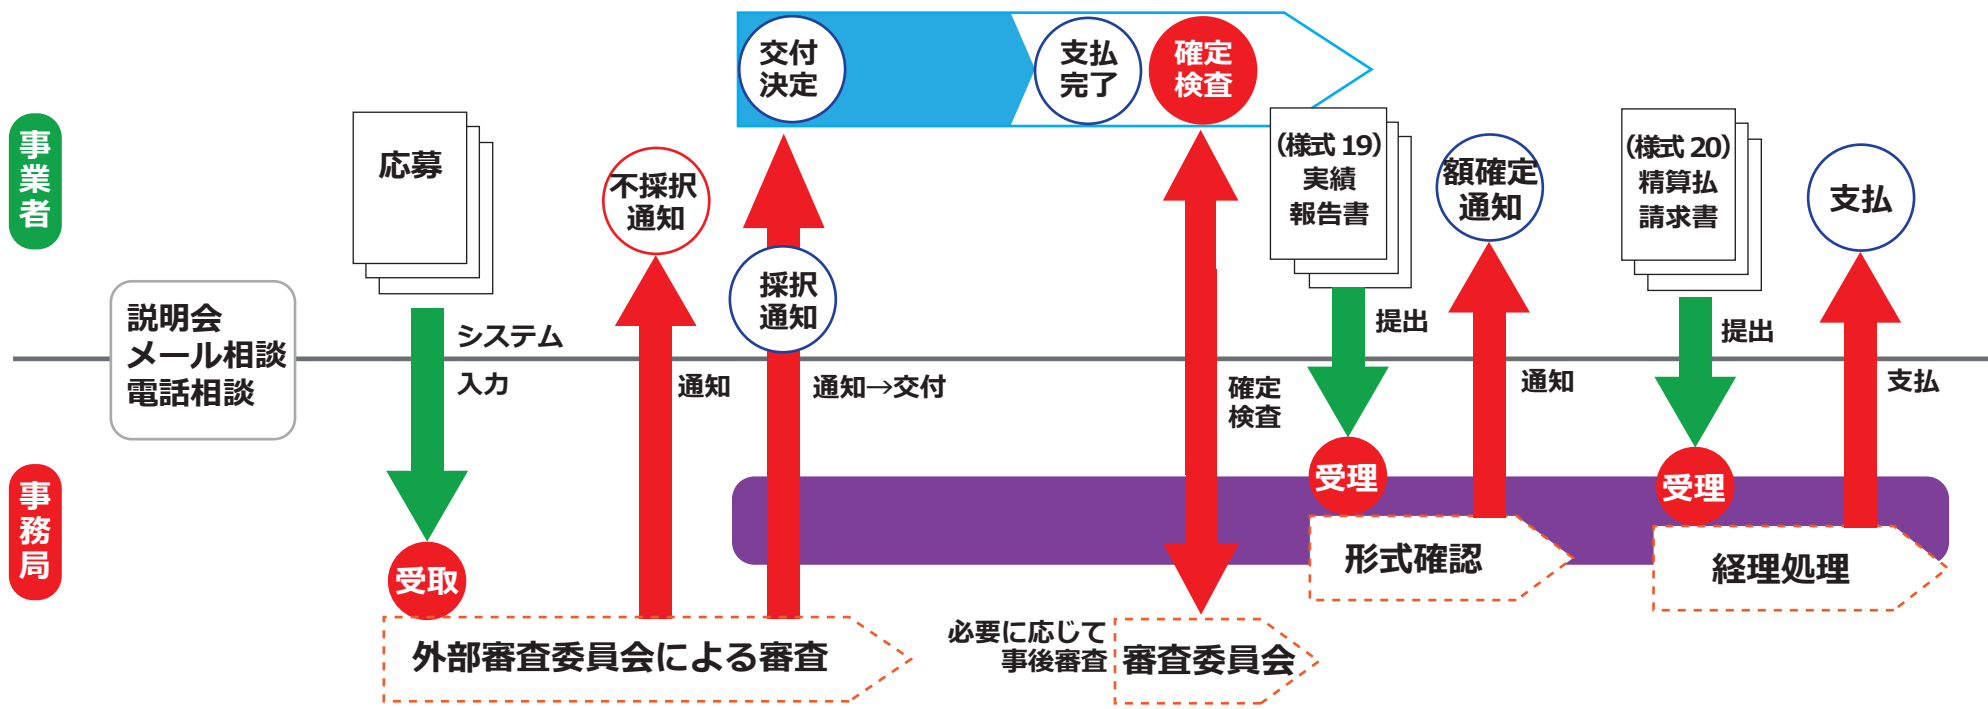 交付
決定
支払
完了
確定
検査
事業者
応募
不採択
通知
採択
通知
(様式 19)
実績
報告書
額確定
通知
(様式 20)
精算払
請求書
支払
説明会
メール相談
電話相談
システム
入力
通知
通知→交付
確定
検査
提出
通知
提出
支払
事務局
受取
受理
受理
形式確認
経理処理
外部審査委員会による審査
必要に応じて
事後審査
審査委員会